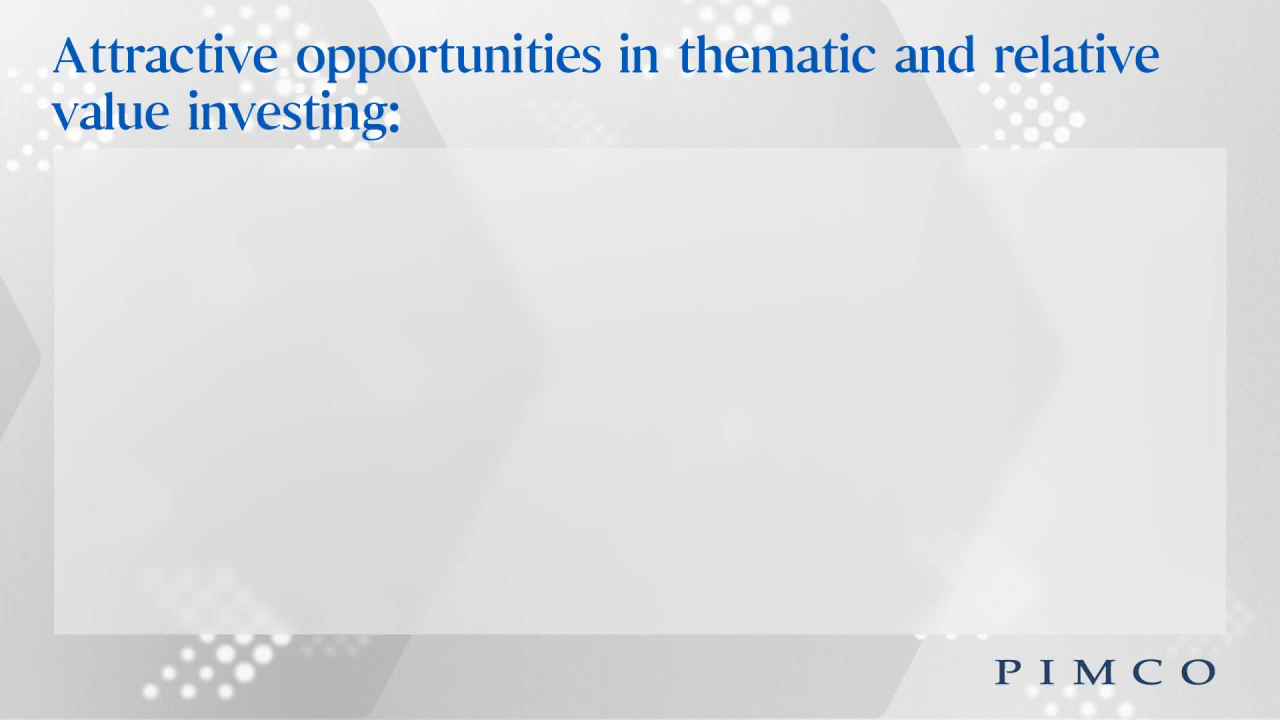 Attractive opportunities in thematic and relative
value investing:
PIMCO